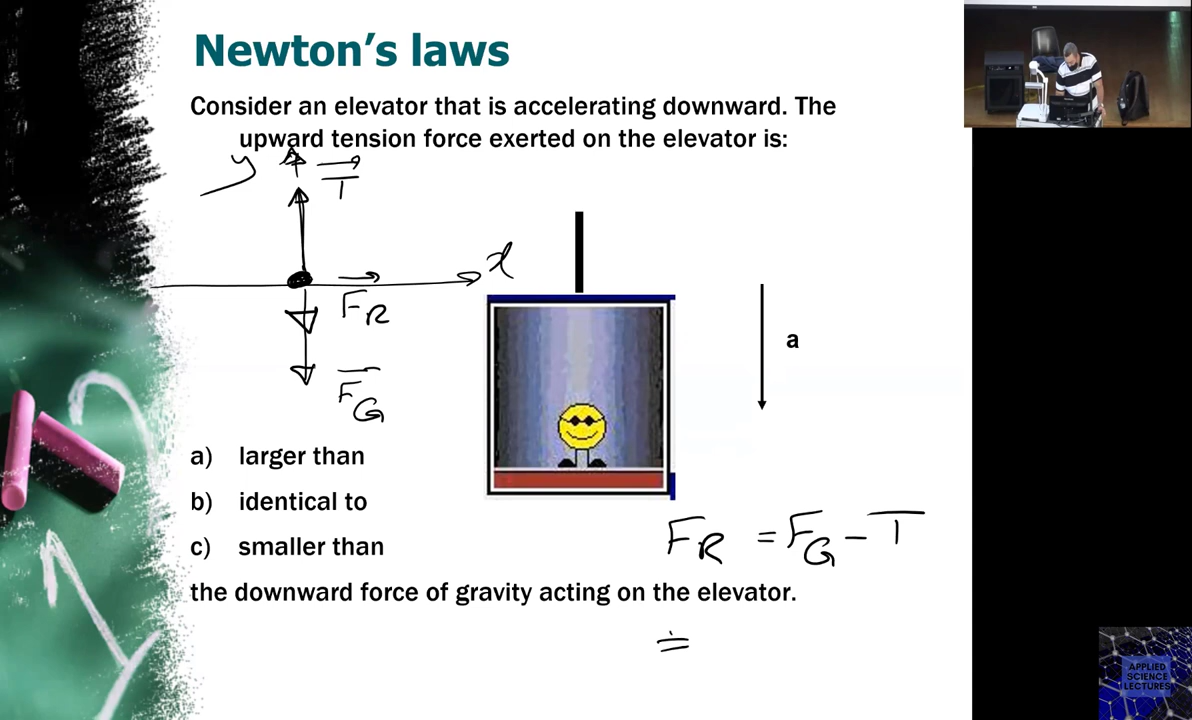 Newton’s laws
Consider an elevator that is accelerating downward. The
upward tension force exerted on the elevator is:
y
T
x
F_R
F_G
a
a) larger than
b) identical to
c) smaller than
F_R = F_G - T
the downward force of gravity acting on the elevator.
APPLIED
SCIENCE
LECTURES